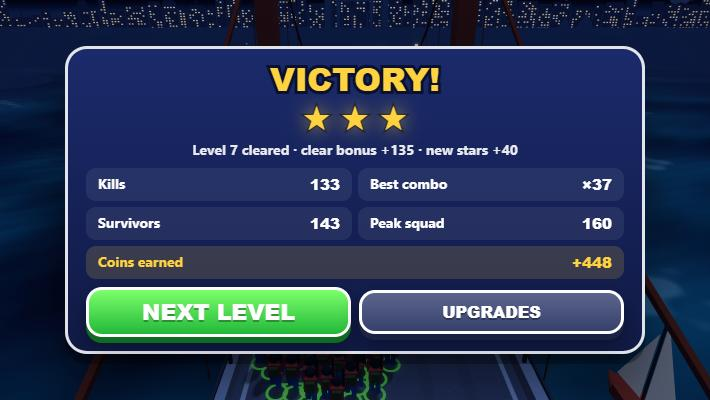 VICTORY!
Level 7 cleared · clear bonus +135 · new stars +40
Kills 133 Best combo ×37
Survivors 143 Peak squad 160
Coins earned +448
NEXT LEVEL UPGRADES